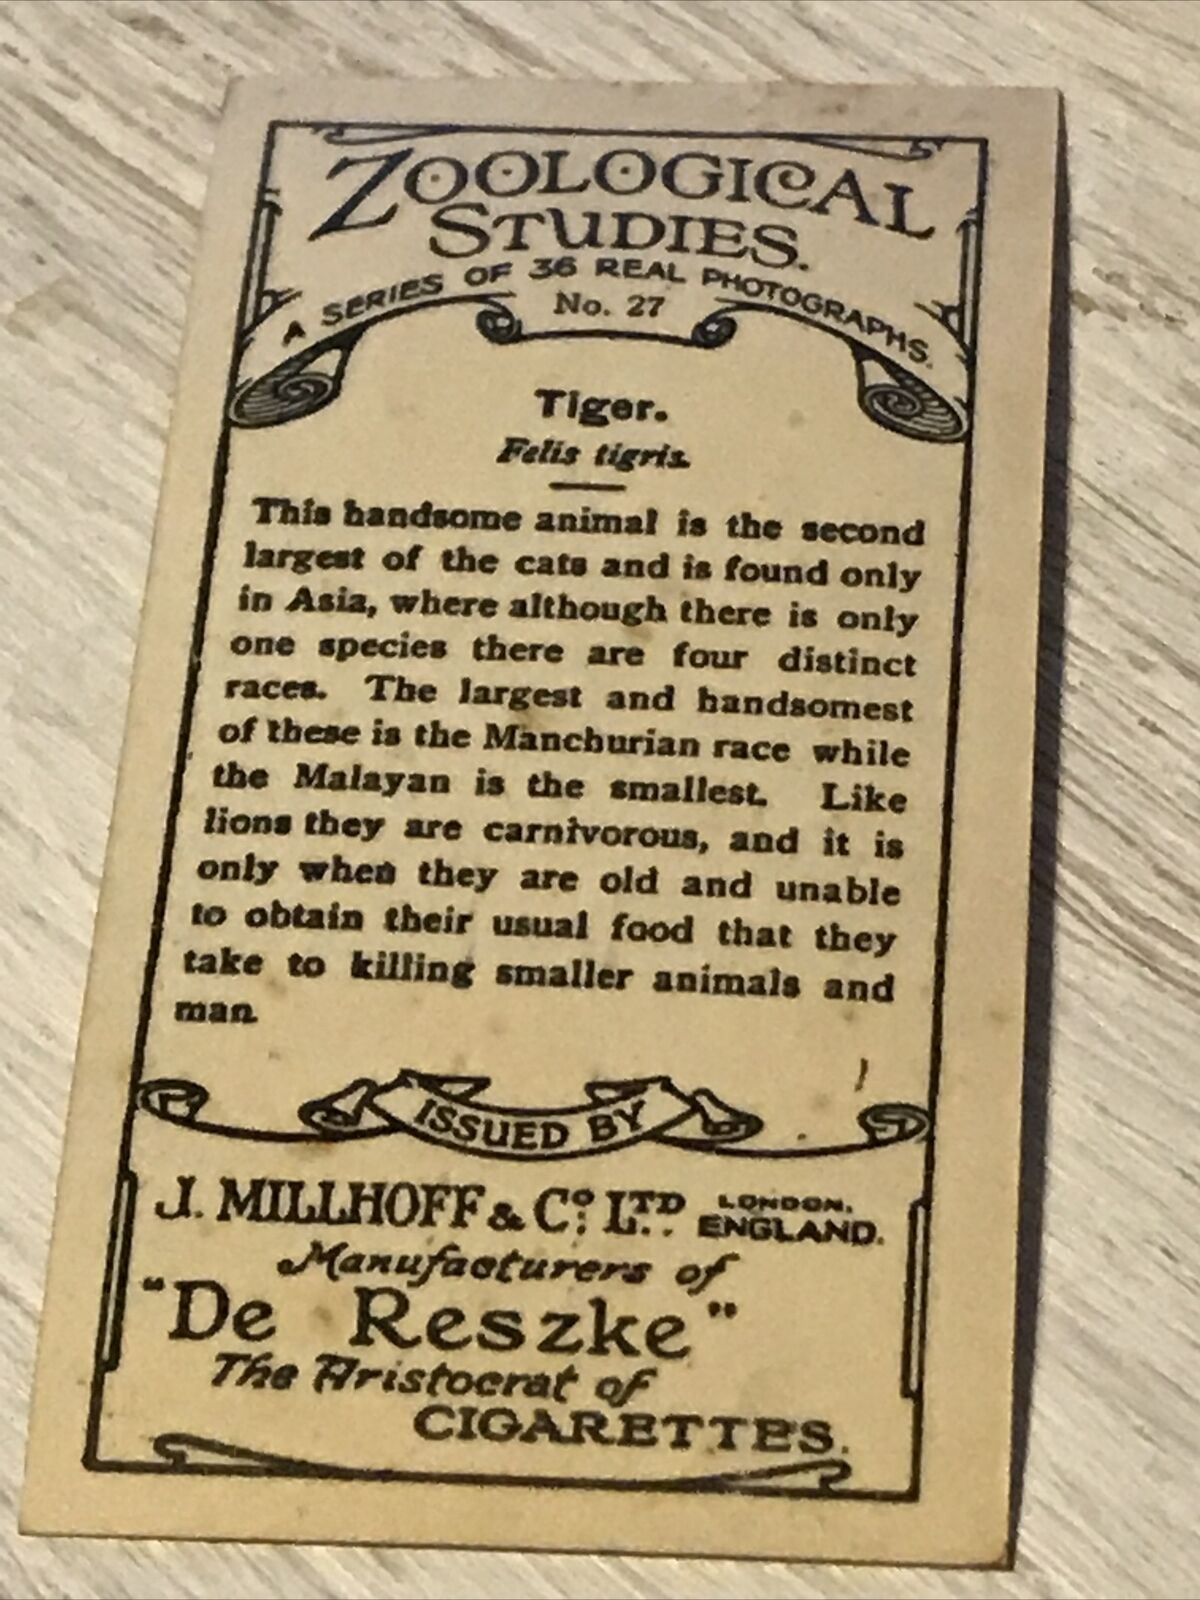 ZOOLOGICAL
STUDIES.
A SERIES OF 36 REAL PHOTOGRAPHS.
No. 27
Tiger.
Felis tigris.
This handsome animal is the second
largest of the cats and is found only
in Asia, where although there is only
one species there are four distinct
races. The largest and handsomest
of these is the Manchurian race while
the Malayan is the smallest. Like
lions they are carnivorous, and it is
only when they are old and unable
to obtain their usual food that they
take to killing smaller animals and
man.
ISSUED BY
J. MILLHOFF & Co. LTD. LONDON, ENGLAND.
Manufacturers of
"De Reszke"
The Aristocrat of
CIGARETTES.